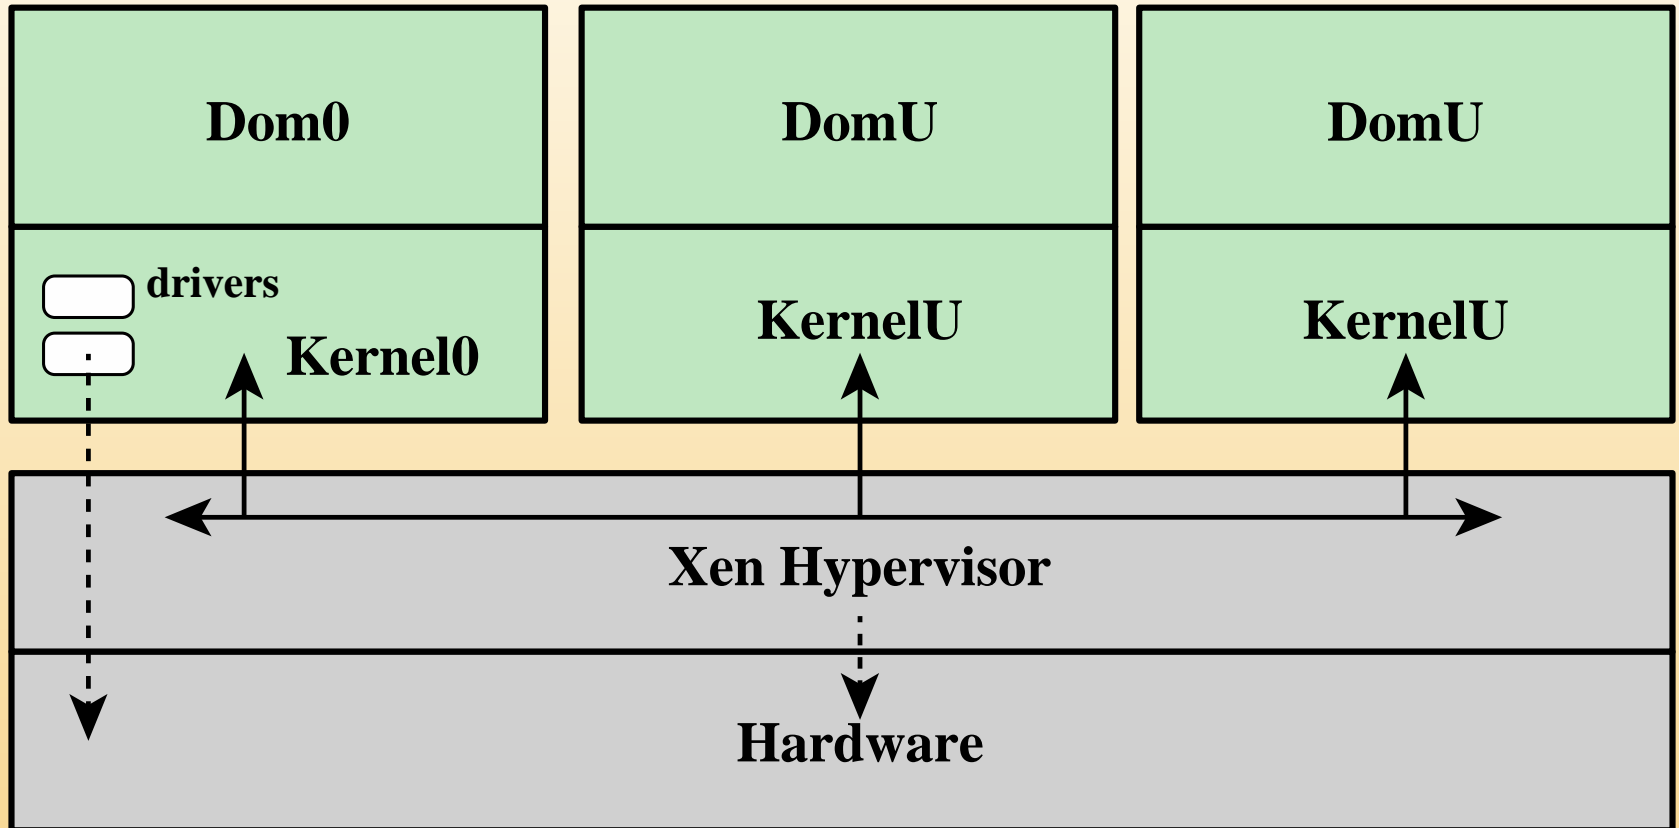 Dom0
DomU
DomU
drivers
Kernel0
KernelU
KernelU
Xen Hypervisor
Hardware